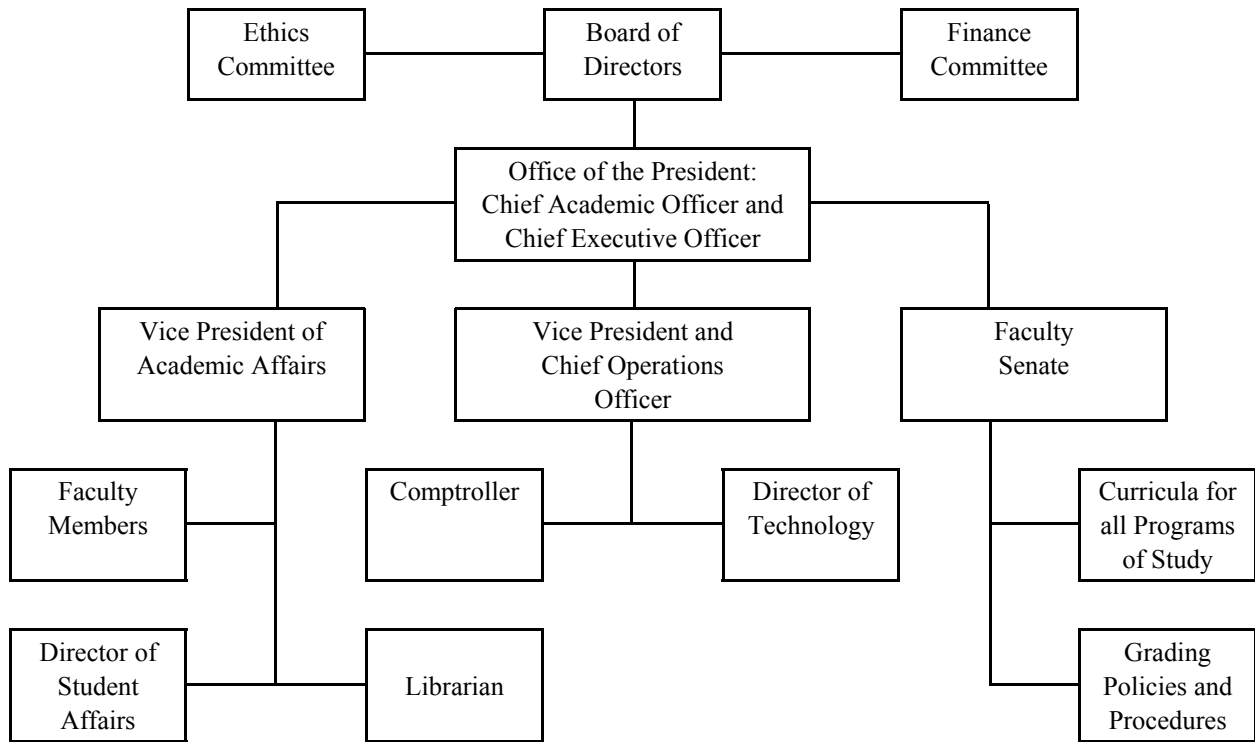 Ethics
Committee
Board of
Directors
Finance
Committee
Office of the President:
Chief Academic Officer and
Chief Executive Officer
Vice President of
Academic Affairs
Vice President and
Chief Operations
Officer
Faculty
Senate
Faculty
Members
Comptroller
Director of
Technology
Curricula for
all Programs
of Study
Director of
Student
Affairs
Librarian
Grading
Policies and
Procedures